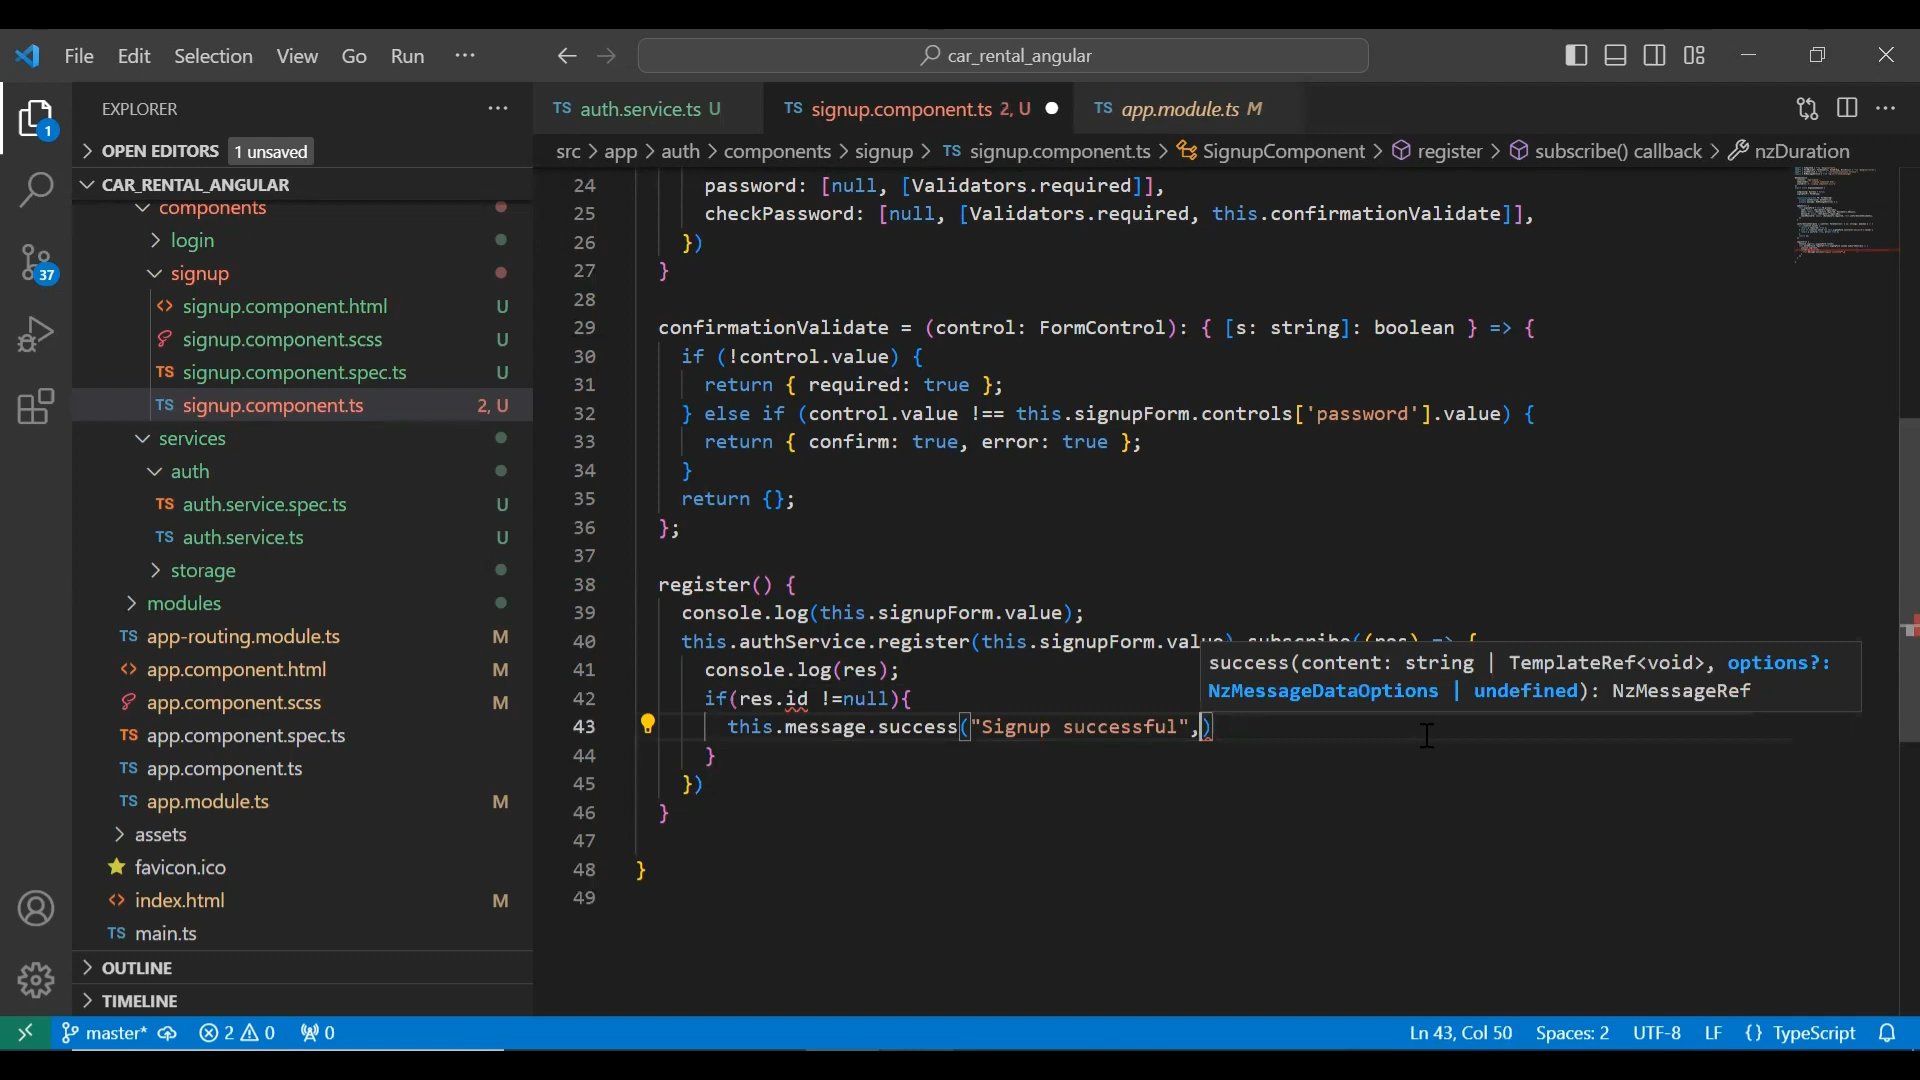 File Edit Selection View Go Run ···
car_rental_angular
EXPLORER
OPEN EDITORS 1 unsaved
CAR_RENTAL_ANGULAR
components
login
signup
signup.component.html U
signup.component.scss U
TS signup.component.spec.ts U
TS signup.component.ts 2, U
services
auth
TS auth.service.spec.ts U
TS auth.service.ts U
storage
modules
TS app-routing.module.ts M
app.component.html M
app.component.scss M
TS app.component.spec.ts
TS app.component.ts
TS app.module.ts M
assets
favicon.ico
index.html M
TS main.ts
OUTLINE
TIMELINE
1
37
TS auth.service.ts U
TS signup.component.ts 2, U
TS app.module.ts M
src > app > auth > components > signup > TS signup.component.ts > SignupComponent > register > subscribe() callback > nzDuration
24 password: [null, [Validators.required]],
25 checkPassword: [null, [Validators.required, this.confirmationValidate]],
26 })
27 }
28
29 confirmationValidate = (control: FormControl): { [s: string]: boolean } => {
30 if (!control.value) {
31 return { required: true };
32 } else if (control.value !== this.signupForm.controls['password'].value) {
33 return { confirm: true, error: true };
34 }
35 return {};
36 };
37
38 register() {
39 console.log(this.signupForm.value);
40 this.authService.register(this.signupForm.value).subscribe((res) => {
41 console.log(res);
42 if(res.id !=null){
43 this.message.success("Signup successful",)
44 }
45 })
46 }
47
48 }
49
success(content: string | TemplateRef<void>, options?:
NzMessageDataOptions | undefined): NzMessageRef
master* 2 0 0
Ln 43, Col 50 Spaces: 2 UTF-8 LF {} TypeScript